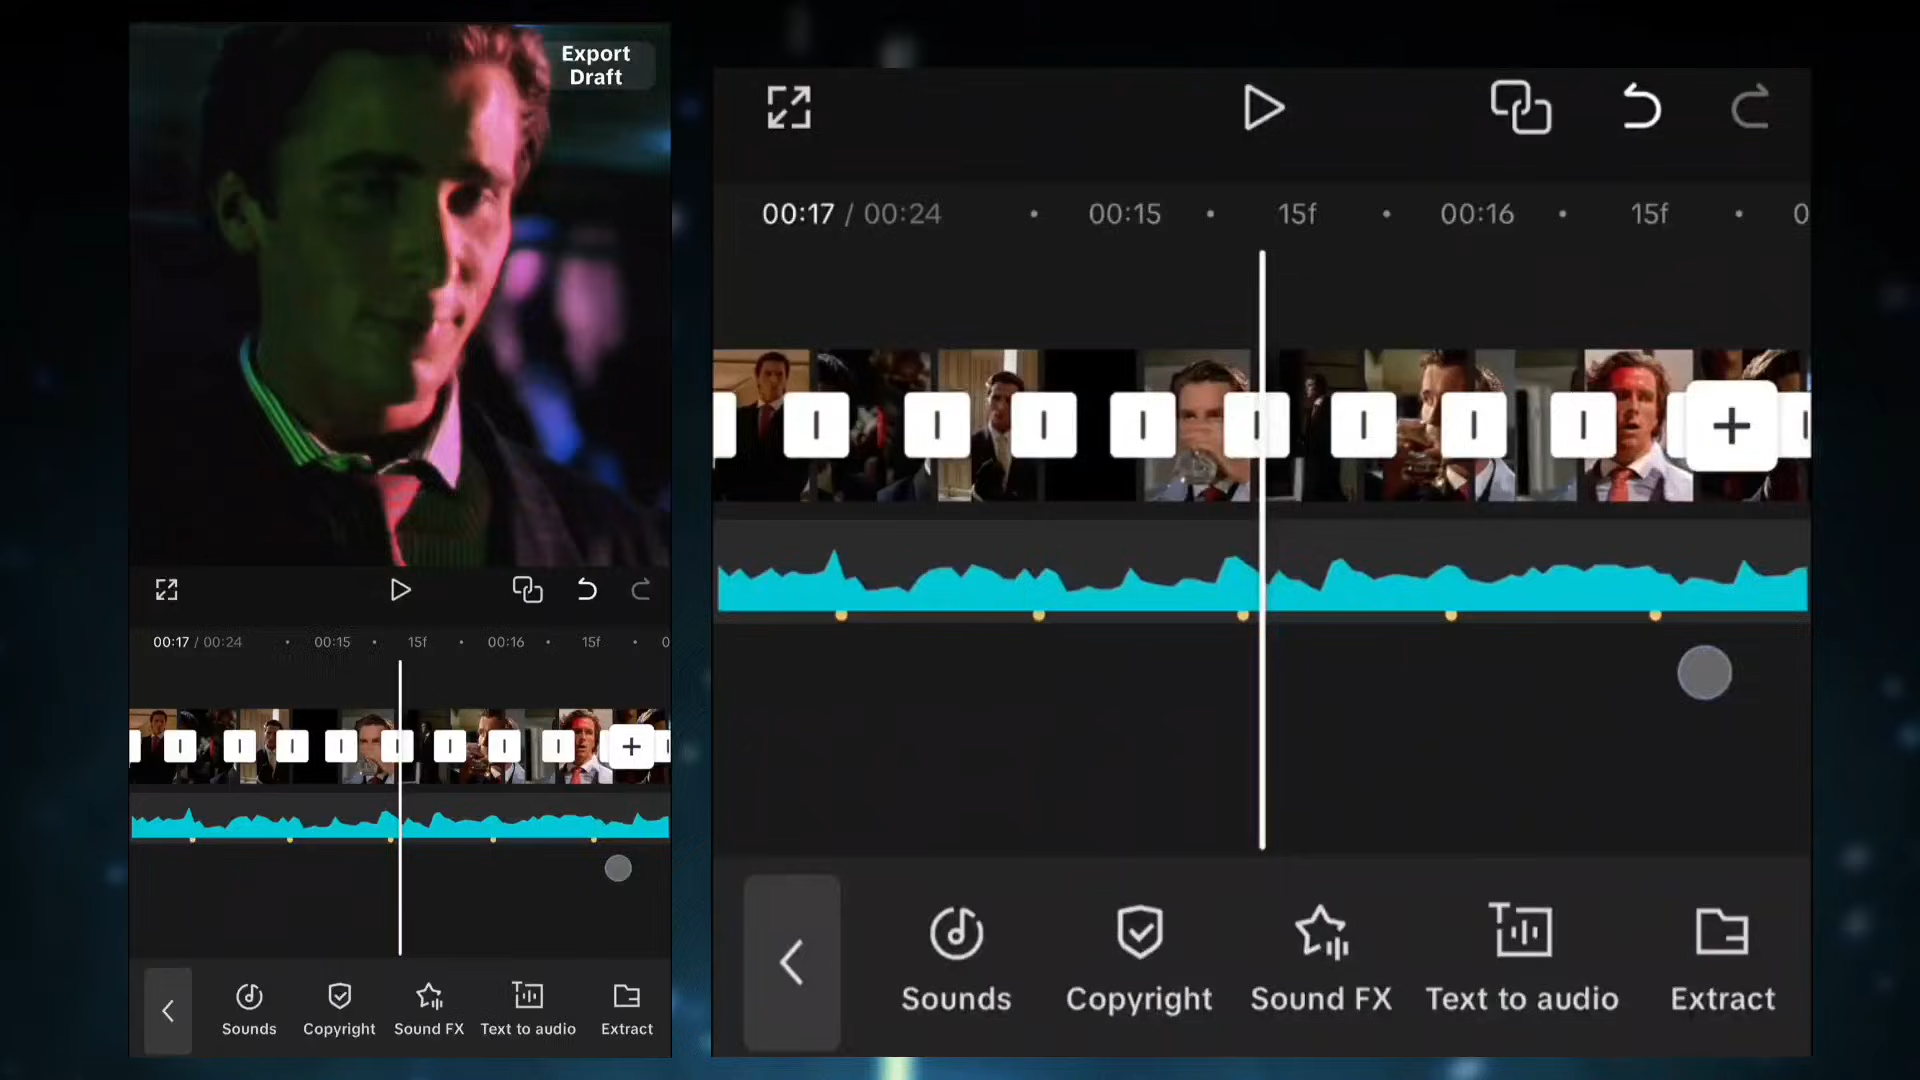 Export
Draft
00:17 / 00:24
00:15
15f
00:16
15f
0
Sounds
Copyright
Sound FX
Text to audio
Extract
00:17 / 00:24
00:15
15f
00:16
15f
0
Sounds
Copyright
Sound FX
Text to audio
Extract